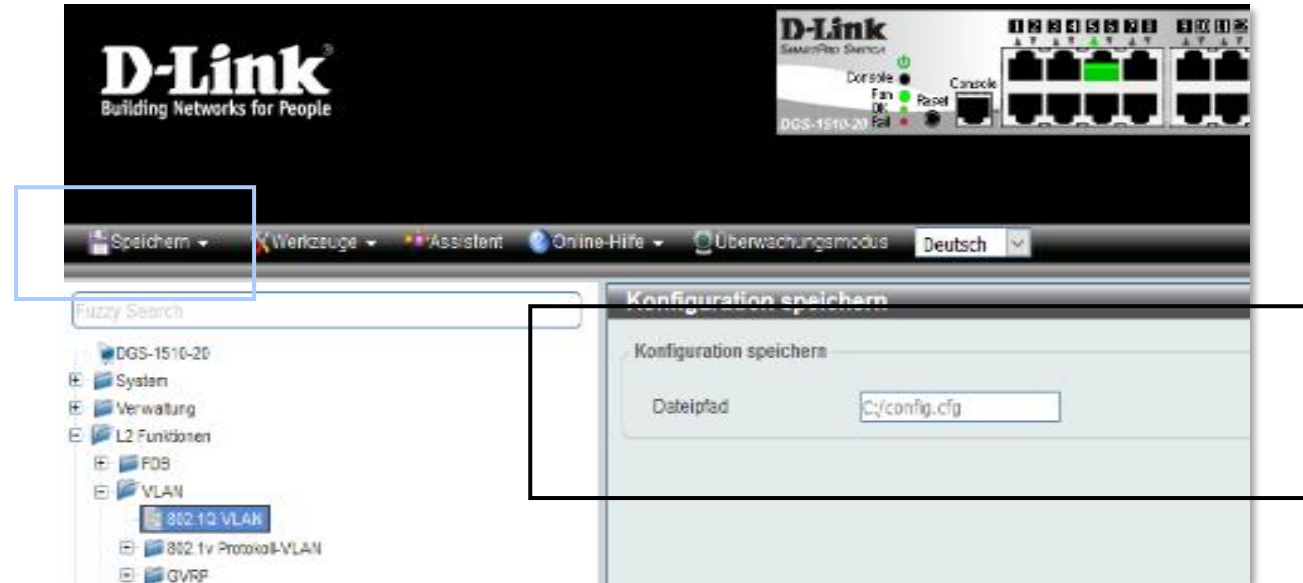 D-Link
Building Networks for People
D-Link
SmartPro Switch
Console
Fan
OK
Fail
Reset
Console
DGS-1510-20
Speichern
Werkzeuge
Assistent
Online-Hilfe
Überwachungsmodus
Deutsch
Fuzzy Search
DGS-1510-20
System
Verwaltung
L2 Funktionen
FDB
VLAN
802.1Q VLAN
802.1v Protokoll-VLAN
GVRP
Konfiguration speichern
Konfiguration speichern
Dateipfad
C:/config.cfg